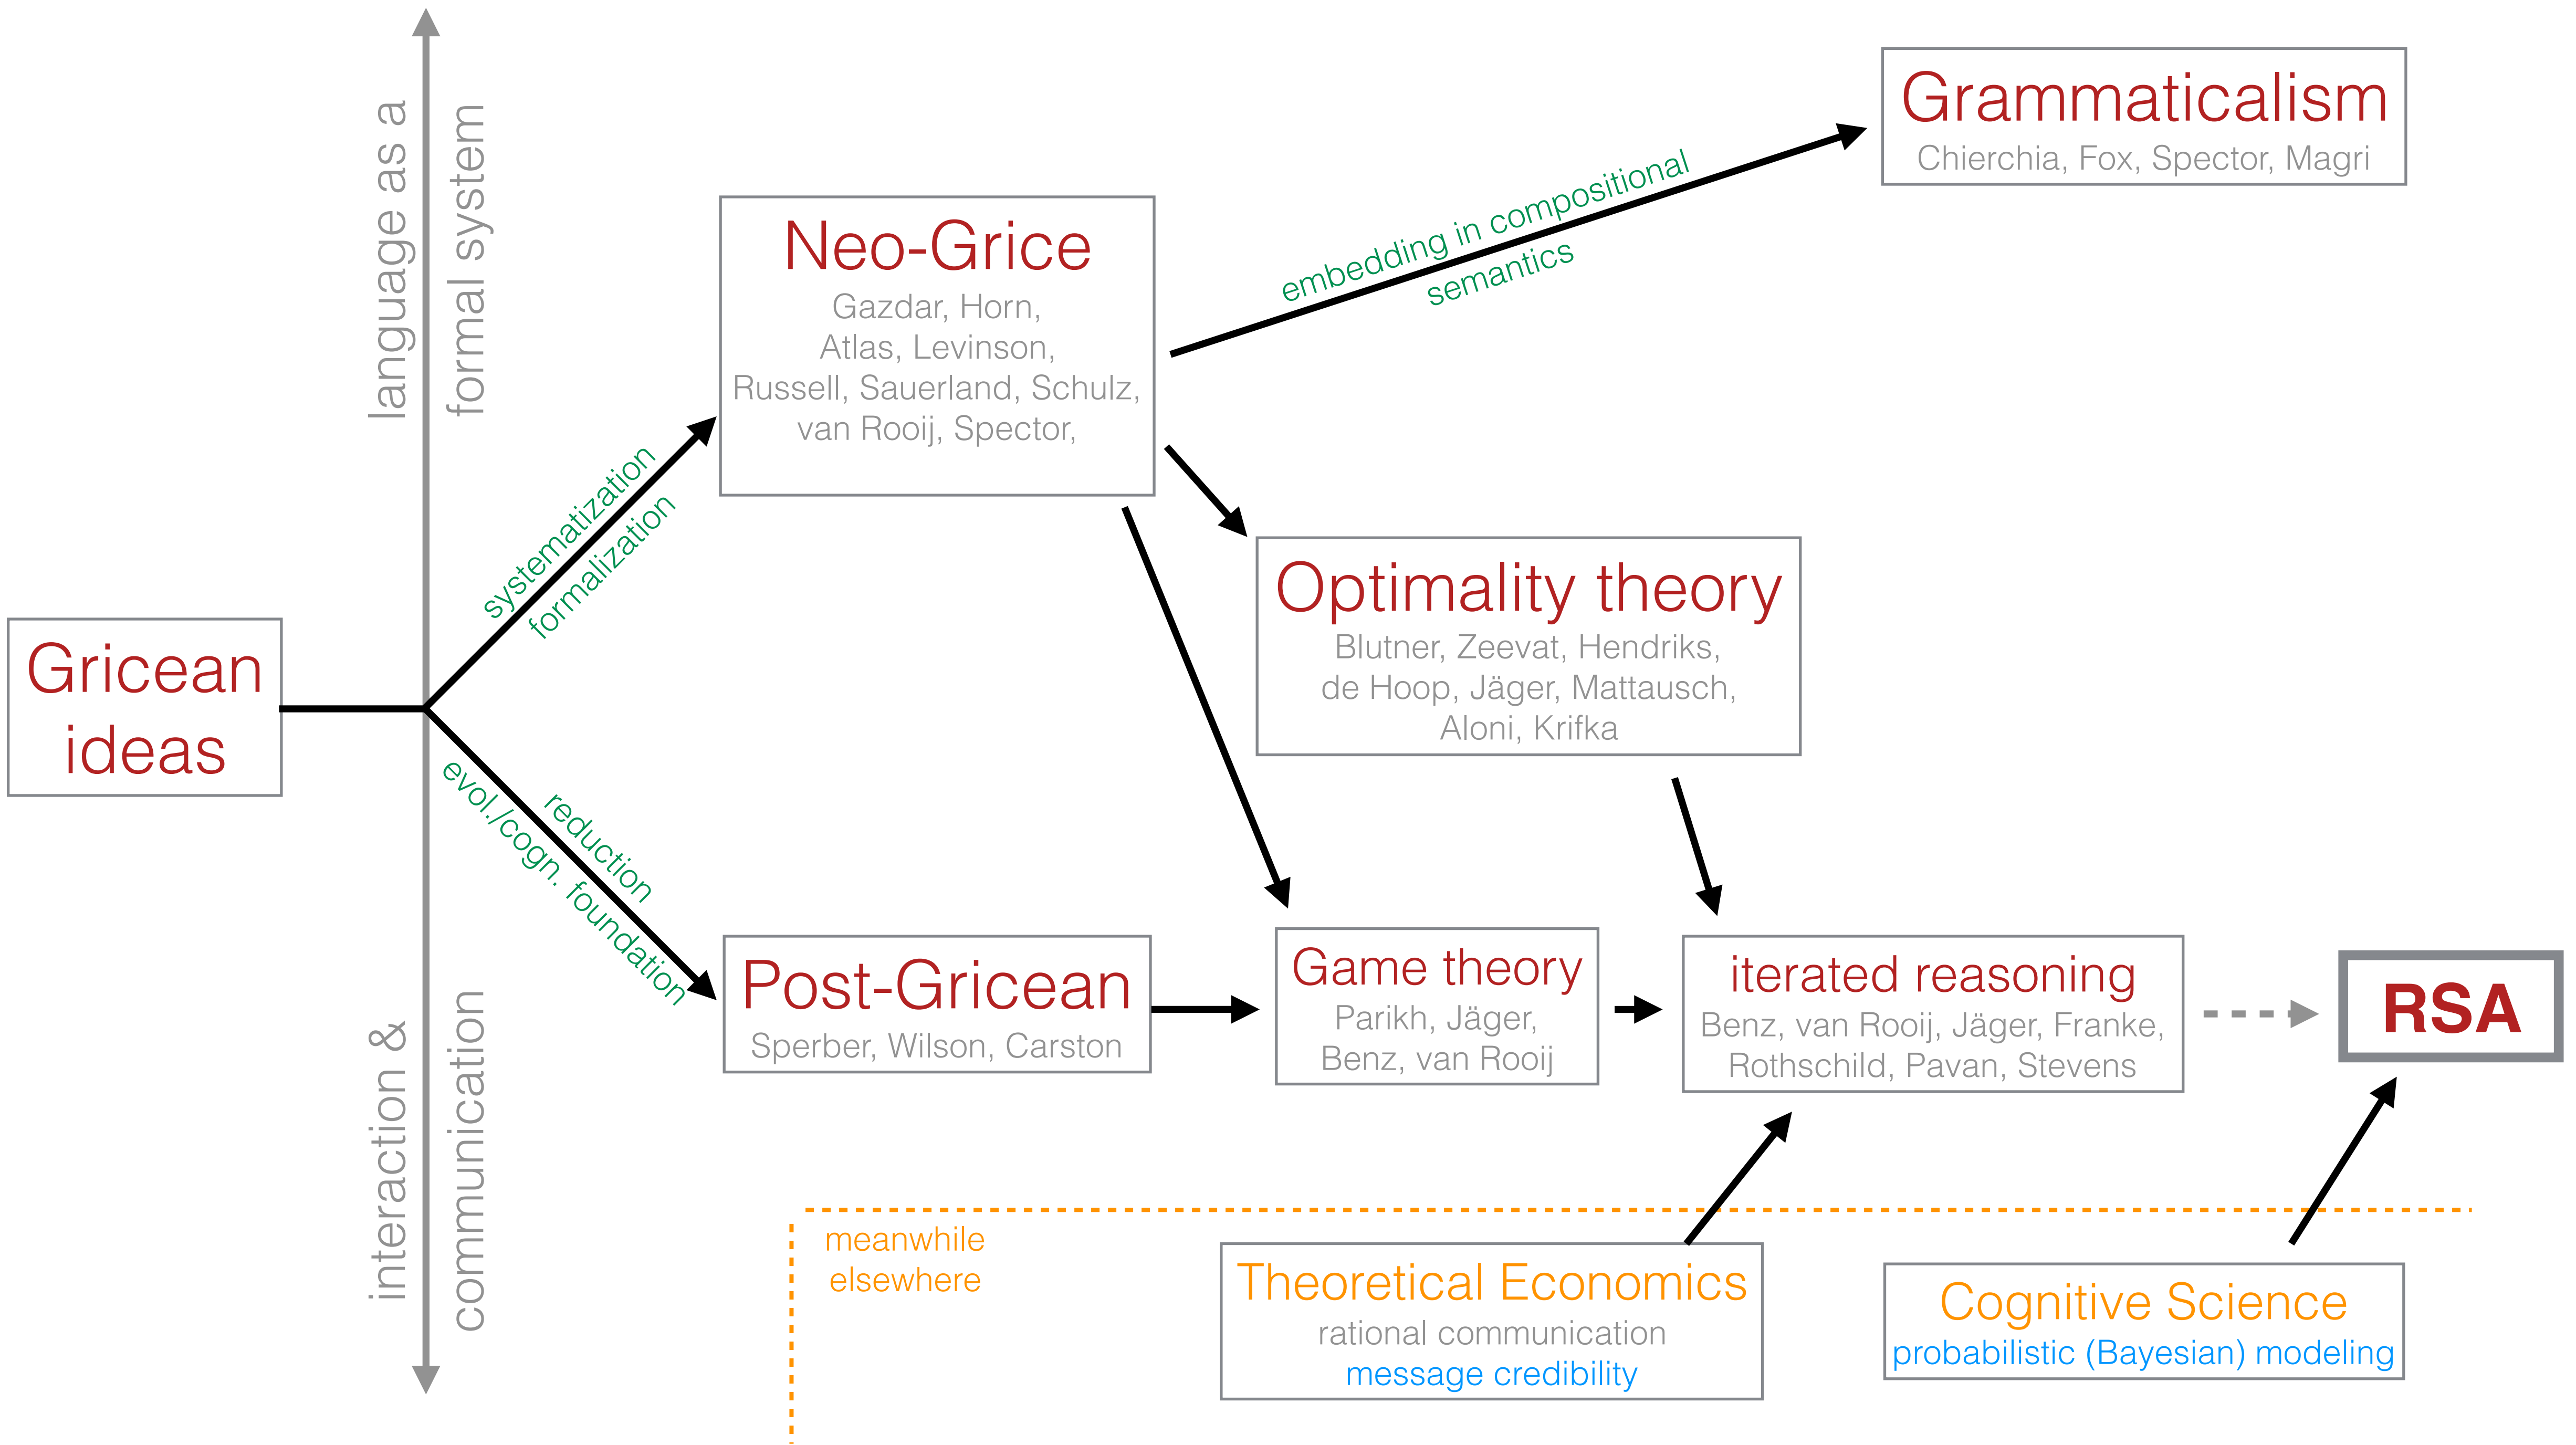 language as a
formal system
interaction &
communication
Gricean
ideas
systematization
formalization
reduction
evol./cogn. foundation
Neo-Grice
Gazdar, Horn,
Atlas, Levinson,
Russell, Sauerland, Schulz,
van Rooij, Spector,
embedding in compositional
semantics
Grammaticalism
Chierchia, Fox, Spector, Magri
Optimality theory
Blutner, Zeevat, Hendriks,
de Hoop, Jäger, Mattausch,
Aloni, Krifka
Post-Gricean
Sperber, Wilson, Carston
Game theory
Parikh, Jäger,
Benz, van Rooij
iterated reasoning
Benz, van Rooij, Jäger, Franke,
Rothschild, Pavan, Stevens
RSA
meanwhile
elsewhere
Theoretical Economics
rational communication
message credibility
Cognitive Science
probabilistic (Bayesian) modeling